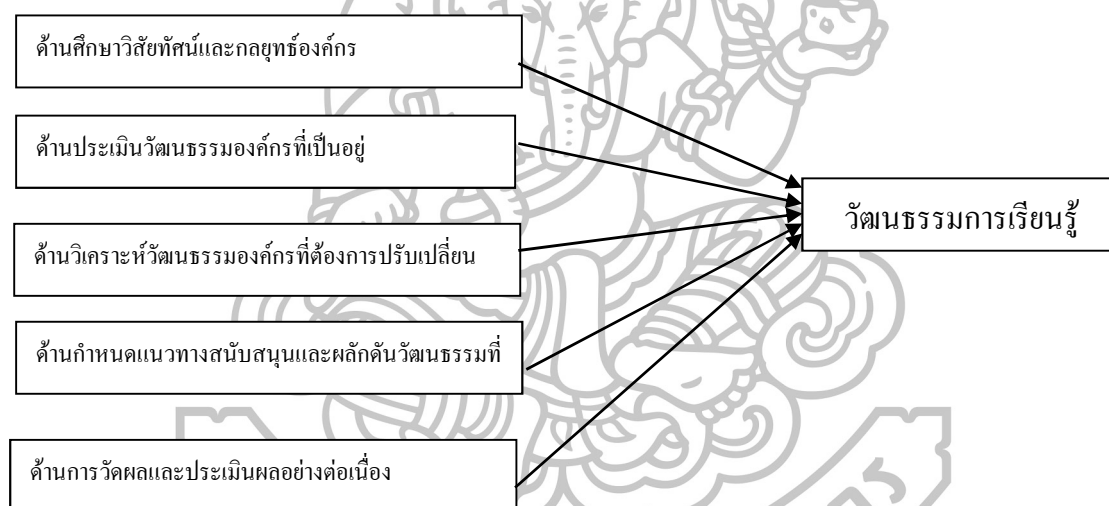 ด้านศึกษาวิสัยทัศน์และกลยุทธ์องค์กร
ด้านประเมินวัฒนธรรมองค์กรที่เป็นอยู่
วัฒนธรรมการเรียนรู้
ด้านวิเคราะห์วัฒนธรรมองค์กรที่ต้องการปรับเปลี่ยน
ด้านกำหนดแนวทางสนับสนุนและผลักดันวัฒนธรรมที่
ด้านการวัดผลและประเมินผลอย่างต่อเนื่อง